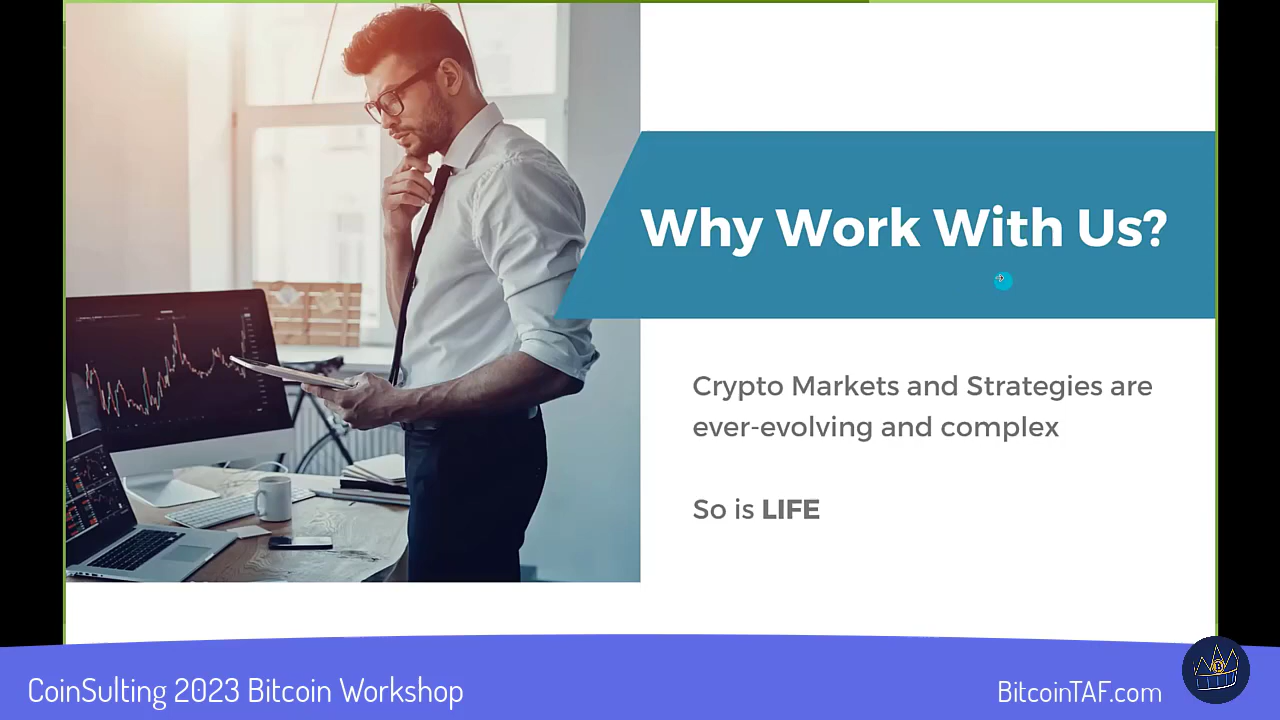 Why Work With Us?
Crypto Markets and Strategies are
ever-evolving and complex
So is LIFE
CoinSulting 2023 Bitcoin Workshop
BitcoinTAF.com